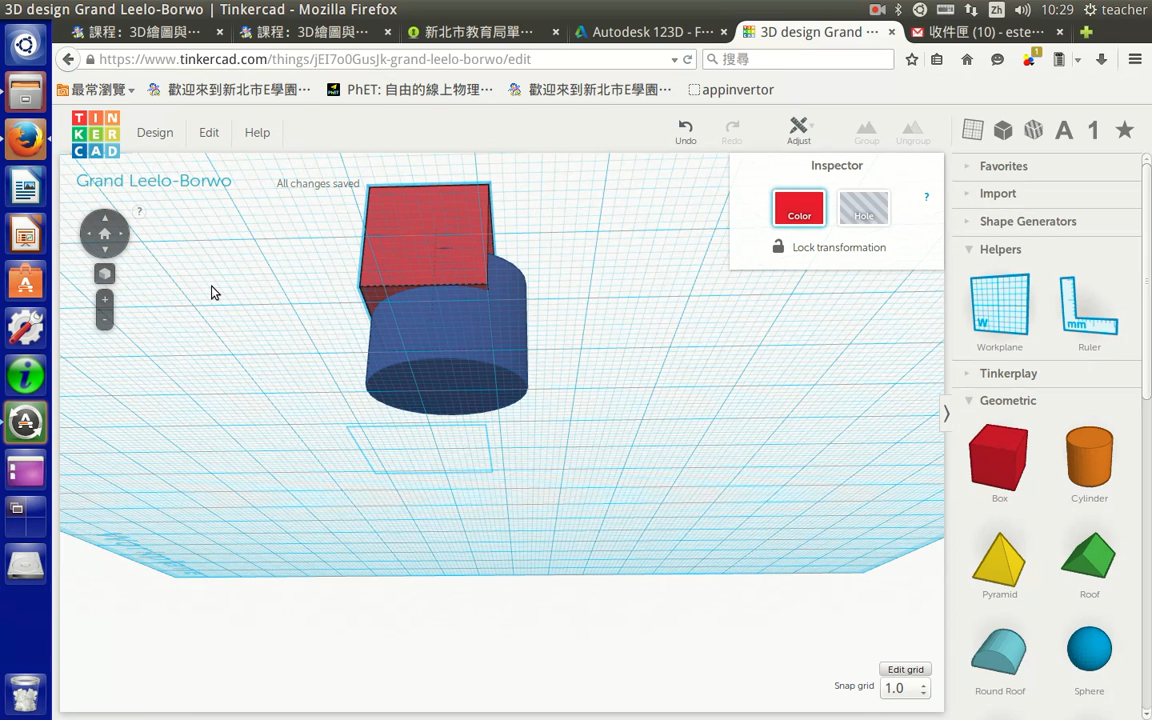 3D design Grand Leelo-Borwo | Tinkercad - Mozilla Firefox
Zh 10:29 teacher
課程：3D繪圖與···
課程：3D繪圖與···
新北市教育局單···
Autodesk 123D - F···
3D design Grand ···
收件匣 (10) - este···
https://www.tinkercad.com/things/jEI7o0GusJk-grand-leelo-borwo/edit
搜尋
1
最常瀏覽
歡迎來到新北市E學園···
PhET: 自由的線上物理···
歡迎來到新北市E學園···
appinvertor
TIN
KER
CAD
Design
Edit
Help
Undo
Redo
Adjust
Group
Ungroup
A
1
Grand Leelo-Borwo
All changes saved
?
Inspector
Color
Hole
?
Lock transformation
Favorites
Import
Shape Generators
Helpers
W
mm
Workplane
Ruler
Tinkerplay
Geometric
Box
Cylinder
Pyramid
Roof
Round Roof
Sphere
Edit grid
Snap grid
1.0